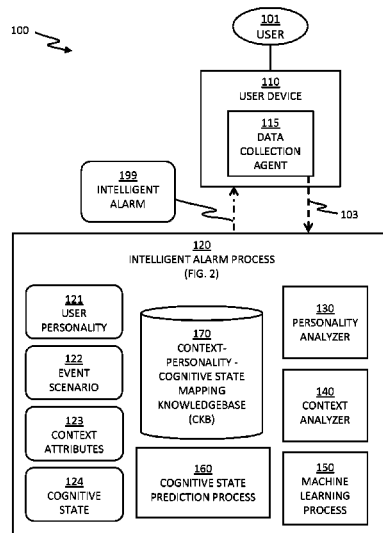 100
101
USER
110
USER DEVICE
115
DATA
COLLECTION
AGENT
199
INTELLIGENT
ALARM
103
120
INTELLIGENT ALARM PROCESS
(FIG. 2)
121
USER
PERSONALITY
122
EVENT
SCENARIO
123
CONTEXT
ATTRIBUTES
124
COGNITIVE
STATE
170
CONTEXT-
PERSONALITY -
COGNITIVE STATE
MAPPING
KNOWLEDGEBASE
(CKB)
160
COGNITIVE STATE
PREDICTION PROCESS
130
PERSONALITY
ANALYZER
140
CONTEXT
ANALYZER
150
MACHINE
LEARNING
PROCESS